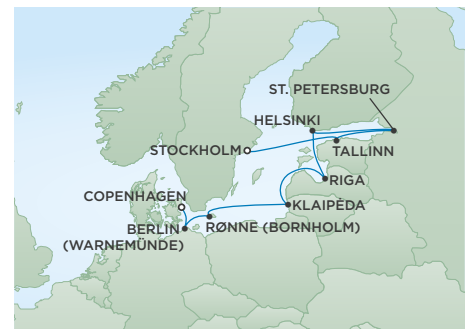 ST. PETERSBURG
HELSINKI
STOCKHOLM
TALLINN
RIGA
COPENHAGEN
KLAIPĖDA
BERLIN
(WARNEMÜNDE)
RØNNE (BORNHOLM)